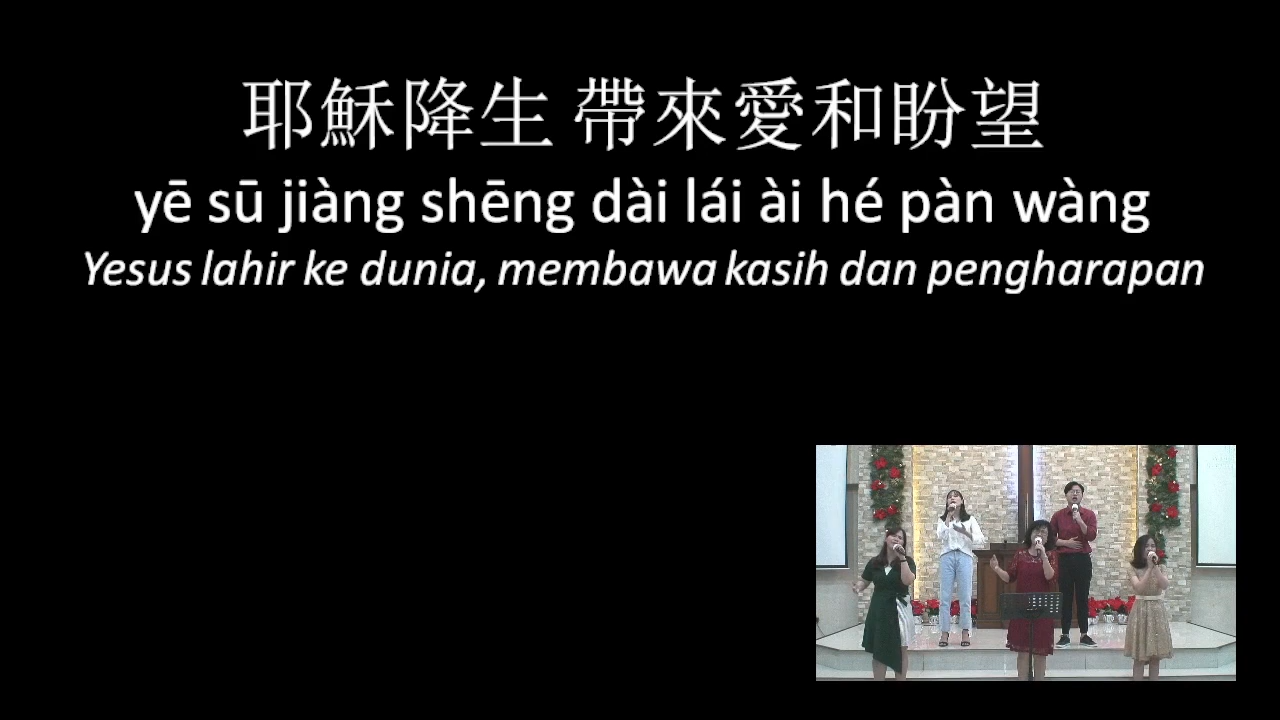 耶穌降生 帶來愛和盼望
yē sū jiàng shēng dài lái ài hé pàn wàng
Yesus lahir ke dunia, membawa kasih dan pengharapan